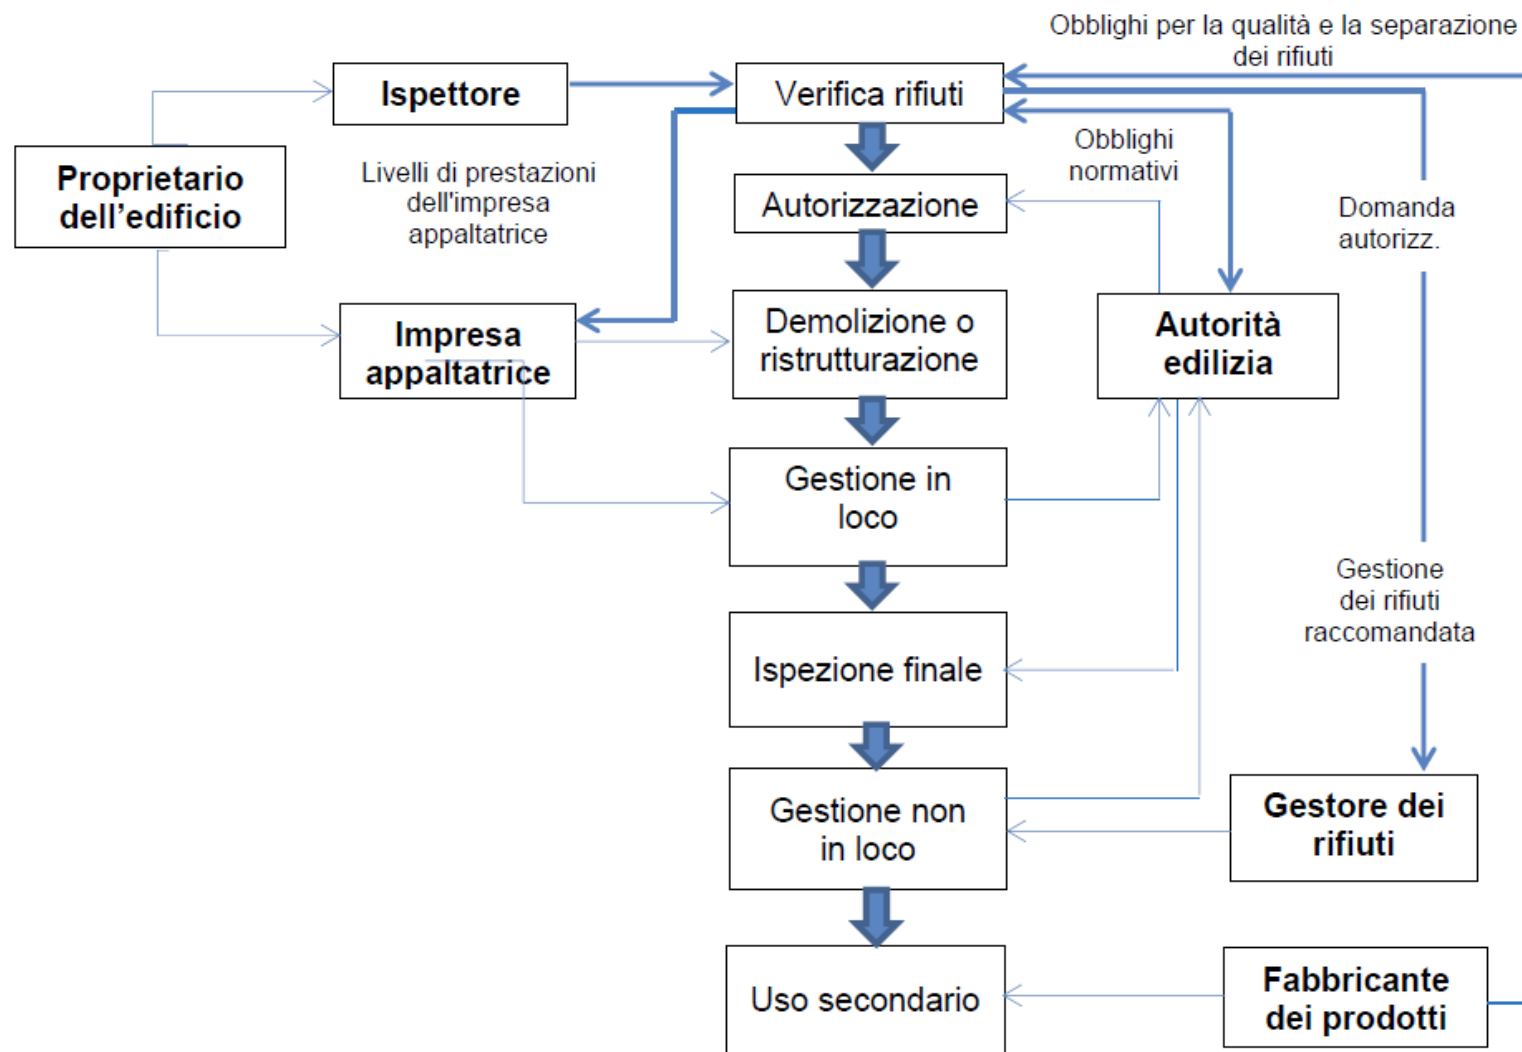 Obblighi per la qualità e la separazione
dei rifiuti
Ispettore
Verifica rifiuti
Proprietario
dell’edificio
Livelli di prestazioni
dell'impresa
appaltatrice
Obblighi
normativi
Autorizzazione
Domanda
autorizz.
Impresa
appaltatrice
Demolizione o
ristrutturazione
Autorità
edilizia
Gestione in
loco
Gestione
dei rifiuti
raccomandata
Ispezione finale
Gestione non
in loco
Gestore dei
rifiuti
Uso secondario
Fabbricante
dei prodotti